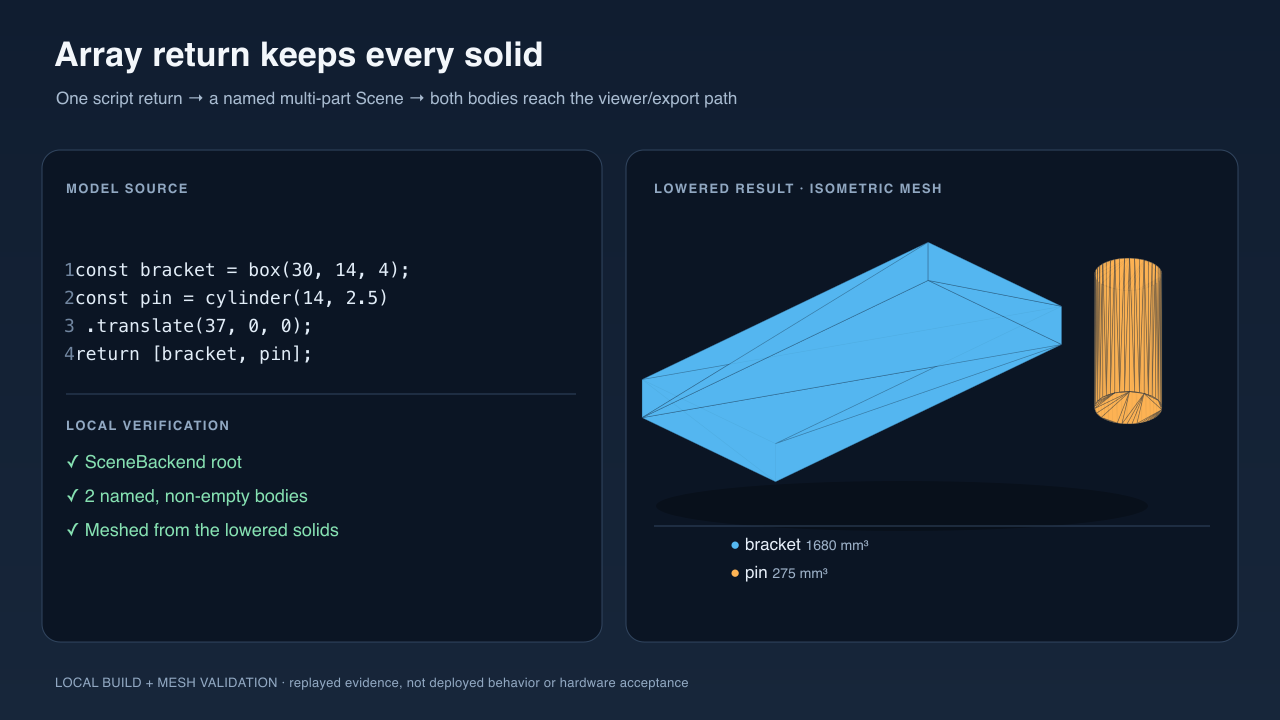 Array return keeps every solid
One script return → a named multi-part Scene → both bodies reach the viewer/export path
MODEL SOURCE
1const bracket = box(30, 14, 4);
2const pin = cylinder(14, 2.5)
3 .translate(37, 0, 0);
4return [bracket, pin];
LOCAL VERIFICATION
✓ SceneBackend root
✓ 2 named, non-empty bodies
✓ Meshed from the lowered solids
LOWERED RESULT · ISOMETRIC MESH
● bracket 1680 mm³
● pin 275 mm³
LOCAL BUILD + MESH VALIDATION · replayed evidence, not deployed behavior or hardware acceptance